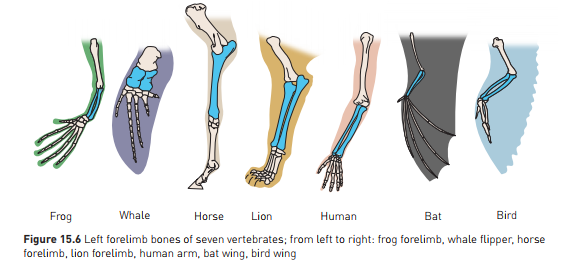 Frog Whale Horse Lion Human Bat Bird
Figure 15.6 Left forelimb bones of seven vertebrates; from left to right: frog forelimb, whale flipper, horse
forelimb, lion forelimb, human arm, bat wing, bird wing